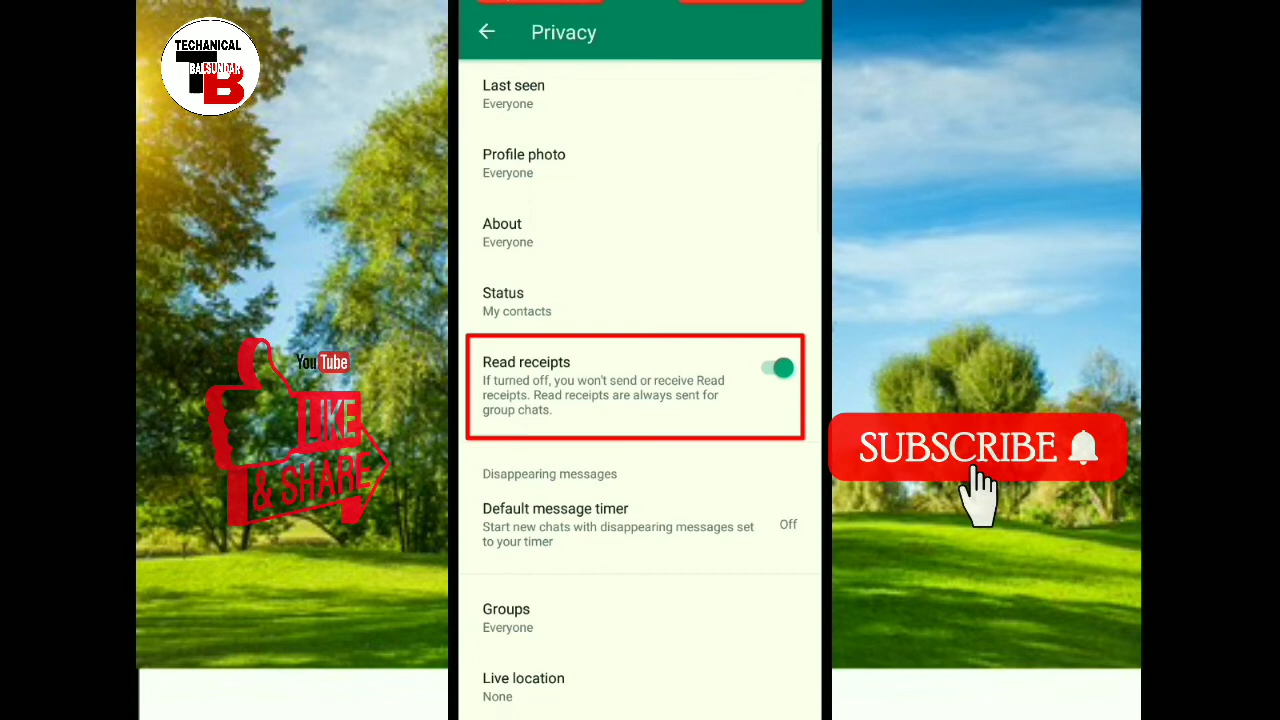 TECHANICAL
BALSUNDAR
TB
Privacy
Last seen
Everyone
Profile photo
Everyone
About
Everyone
Status
My contacts
Read receipts
If turned off, you won't send or receive Read
receipts. Read receipts are always sent for
group chats.
Disappearing messages
Default message timer
Start new chats with disappearing messages set
to your timer
Off
Groups
Everyone
Live location
None
YouTube
LIKE
& SHARE
SUBSCRIBE